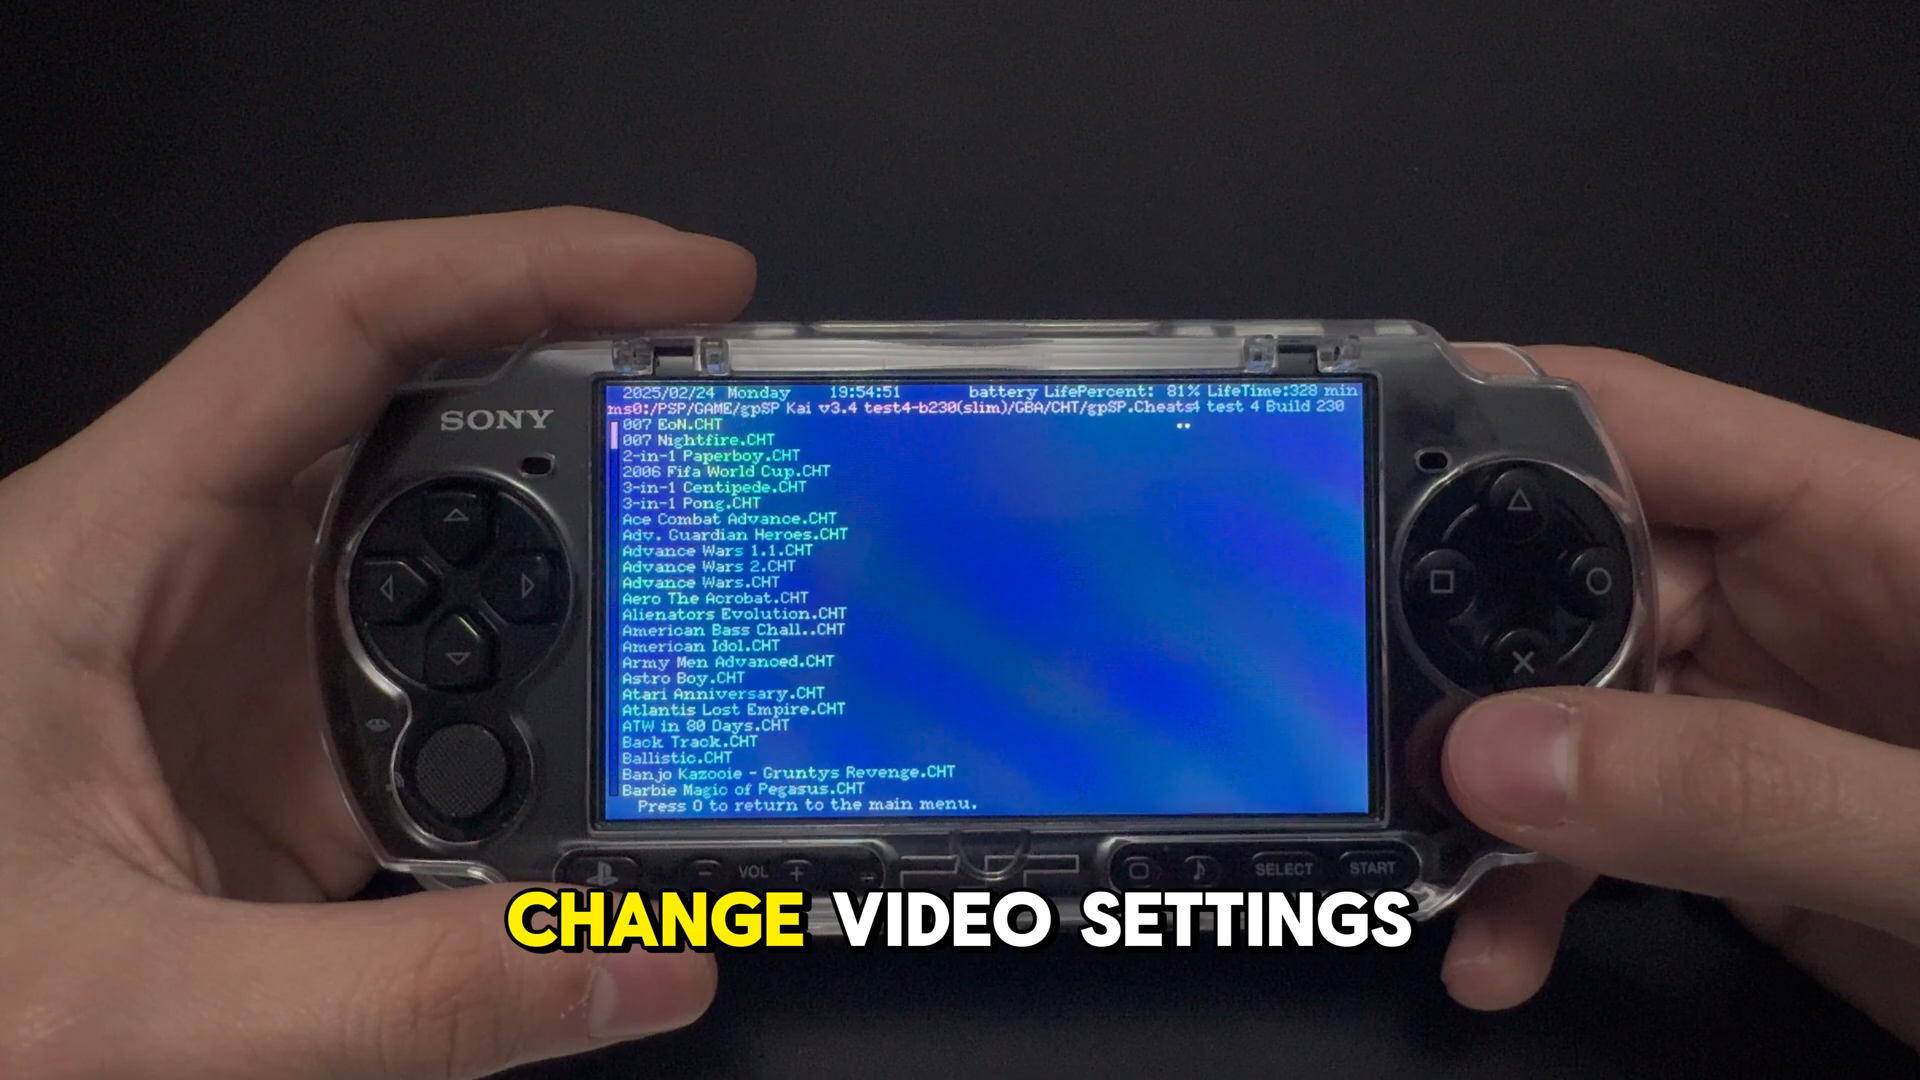 SONY
2025/02/24 Monday 19:54:51 battery LifePercent: 81% LifeTime:328 min
ms0:/PSP/GAME/gpSP Kai v3.4 test4-b230(slim)/GBA/CHT/gpSP.Cheats4 test 4 Build 230
007 EoN.CHT ..
007 Nightfire.CHT
2-in-1 Paperboy.CHT
2006 Fifa World Cup.CHT
3-in-1 Centipede.CHT
3-in-1 Pong.CHT
Ace Combat Advance.CHT
Adv. Guardian Heroes.CHT
Advance Wars 1.1.CHT
Advance Wars 2.CHT
Advance Wars.CHT
Aero The Acrobat.CHT
Alienators Evolution.CHT
American Bass Chall..CHT
American Idol.CHT
Army Men Advanced.CHT
Astro Boy.CHT
Atari Anniversary.CHT
Atlantis Lost Empire.CHT
ATW in 80 Days.CHT
Back Track.CHT
Ballistic.CHT
Banjo Kazooie - Gruntys Revenge.CHT
Barbie Magic of Pegasus.CHT
Press O to return to the main menu.
− VOL + PSP SELECT START
CHANGE VIDEO SETTINGS